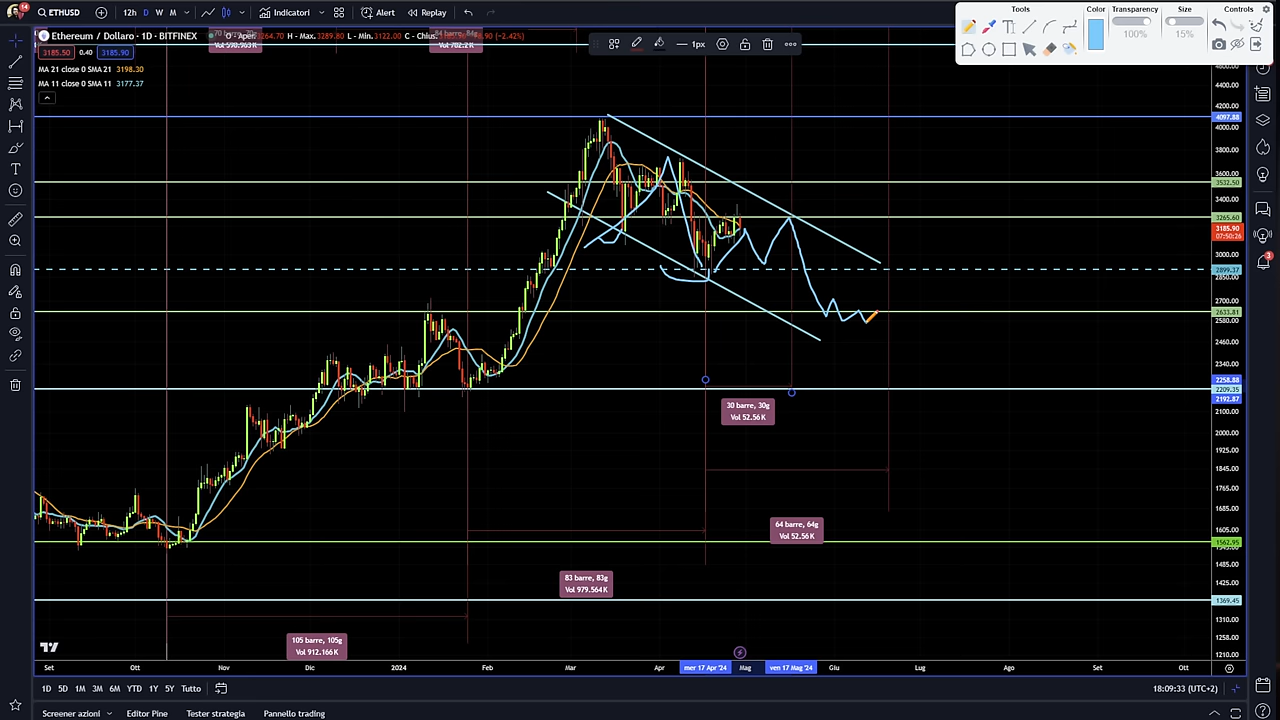 ETHUSD
12h D W M
Indicatori
Alert
Replay
Tools
Color
Transparency
Size
Controls
100%
15%
14
Ethereum / Dollaro · 1D · BITFINEX
3185.50 0.40 3185.90
MA 21 close 0 SMA 21 3198.30
MA 11 close 0 SMA 11 3177.37
1px
4400.00
4200.00
4097.88
4000.00
3800.00
3600.00
3532.50
3400.00
3265.60
3185.90
07:50:26
3000.00
2899.37
2700.00
2633.81
2580.00
2460.00
2340.00
2258.88
2209.35
2192.87
2100.00
2000.00
1925.00
1845.00
1765.00
1685.00
1605.00
1562.95
1485.00
1425.00
1369.45
1310.00
1258.00
1210.00
3
30 barre, 30g
Vol 52.56 K
64 barre, 64g
Vol 52.56 K
83 barre, 83g
Vol 979.564 K
105 barre, 105g
Vol 912.166 K
Set Ott Nov Dic 2024 Feb Mar Apr mer 17 Apr '24 Mag ven 17 Mag '24 Giu Lug Ago Set Ott
1D 5D 1M 3M 6M YTD 1Y 5Y Tutto
18:09:33 (UTC+2)
Screener azioni Editor Pine Tester strategia Pannello trading